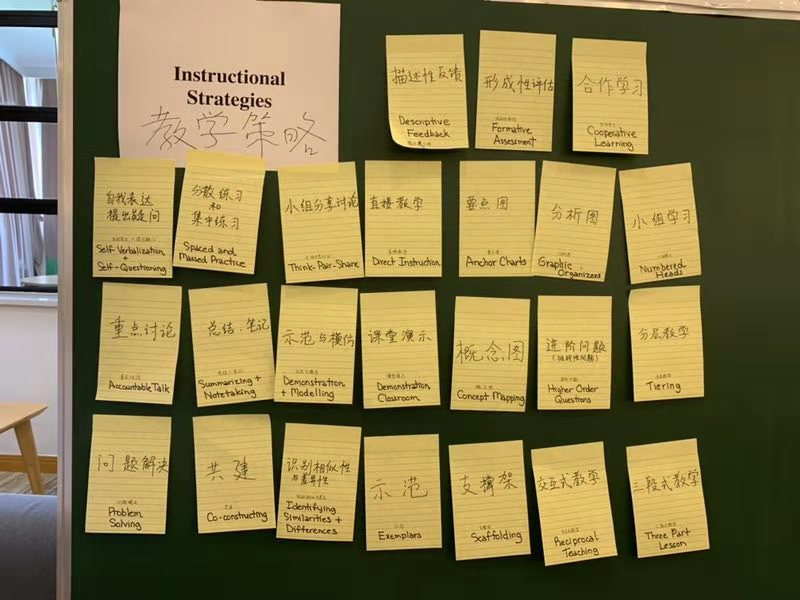 Instructional
Strategies
教学策略
描述性反馈
Descriptive
Feedback
形成性评估
Formative
Assessment
合作学习
Cooperative
Learning
自我表达
提出疑问
Self-Verbalization
+
Self-Questioning
分散练习
和
集中练习
Spaced and
Massed Practice
小组分享讨论
Think-Pair-Share
直接教学
Direct Instruction
要点图
Anchor Charts
分析图
Graphic
Organizers
小组学习
Numbered
Heads
重点讨论
Accountable Talk
总结·笔记
Summarizing +
Notetaking
示范与模仿
Demonstration
+ Modelling
课堂演示
Demonstration
Classroom
概念图
Concept Mapping
进阶问题
(挑战性问题)
Higher Order
Questions
分层教学
Tiering
问题解决
Problem
Solving
共建
Co-constructing
识别相似性
与差异性
Identifying
Similarities +
Differences
示范
Exemplars
支撑架
Scaffolding
交互式教学
Reciprocal
Teaching
三段式教学
Three Part
Lesson